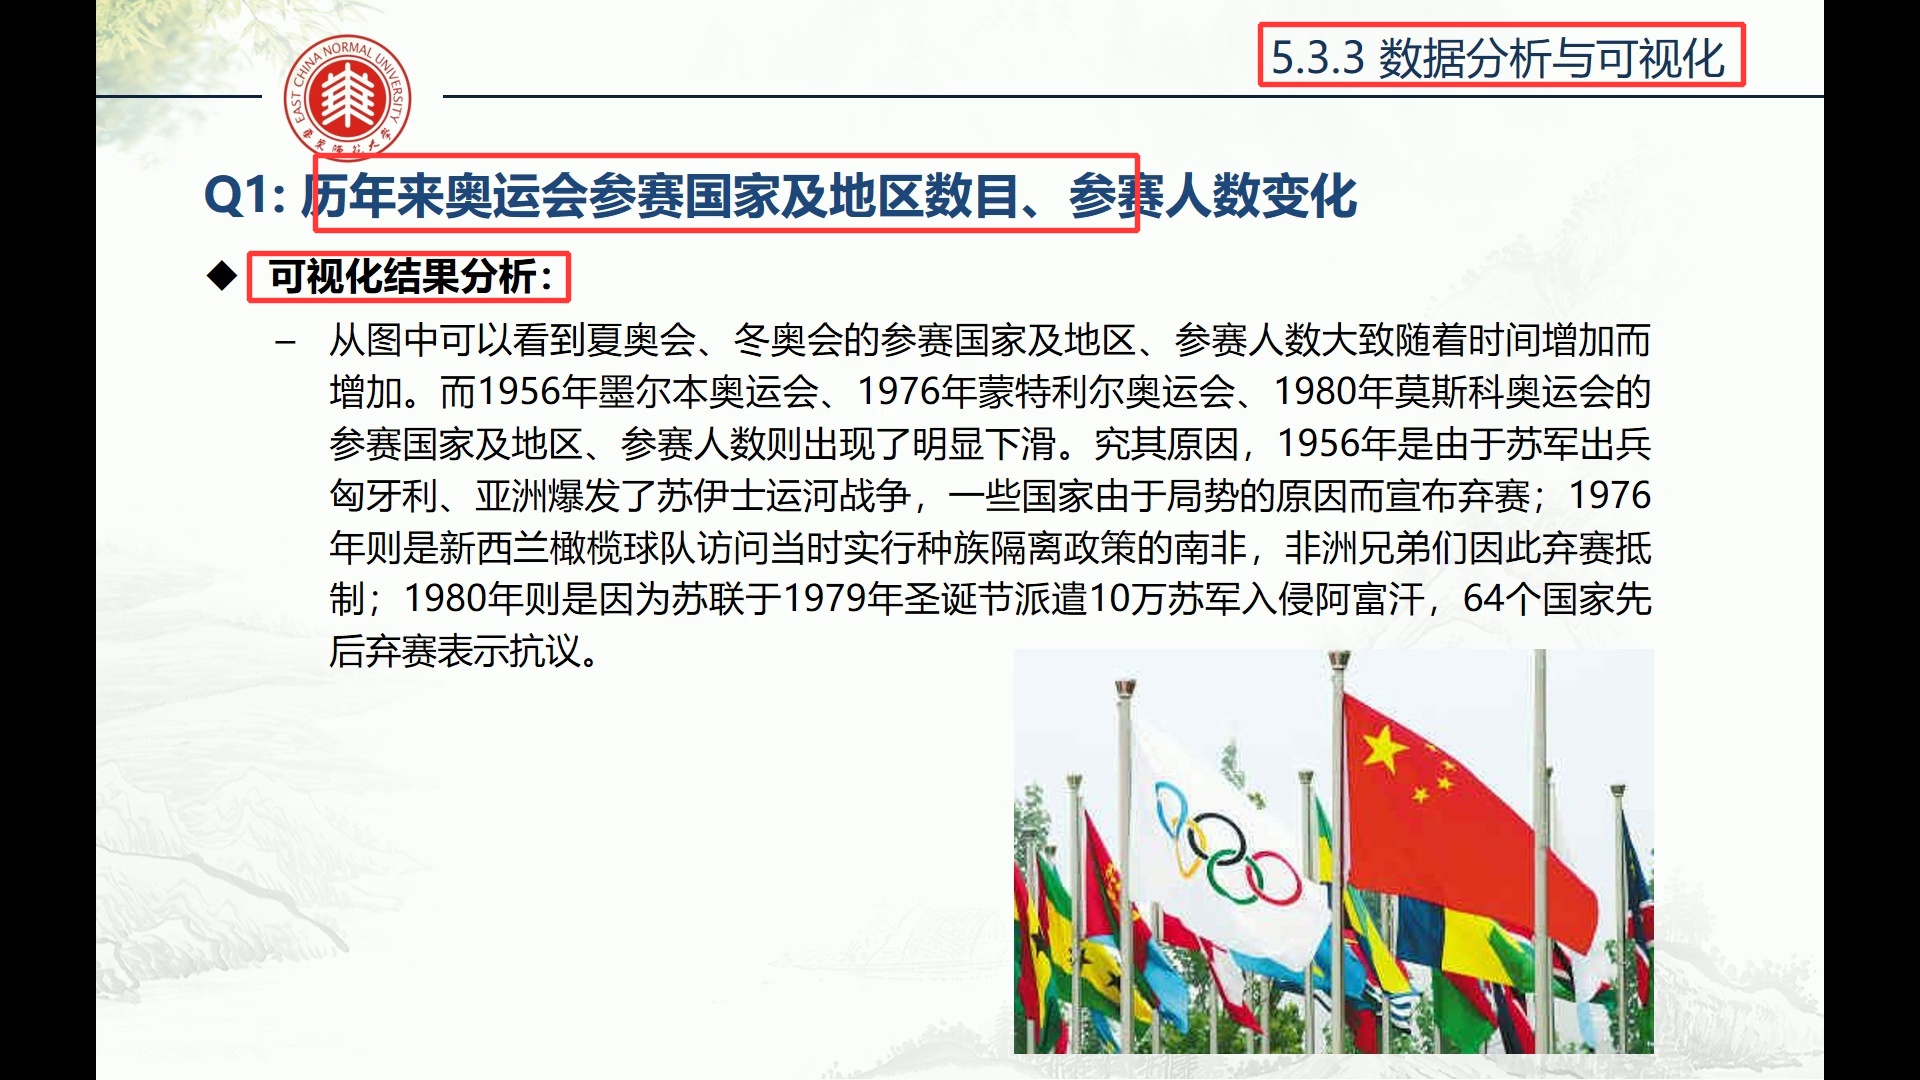 5.3.3 数据分析与可视化
EAST CHINA NORMAL UNIVERSITY
华东师范大学
Q1: 历年来奥运会参赛国家及地区数目、参赛人数变化
◆ 可视化结果分析：
– 从图中可以看到夏奥会、冬奥会的参赛国家及地区、参赛人数大致随着时间增加而
增加。而1956年墨尔本奥运会、1976年蒙特利尔奥运会、1980年莫斯科奥运会的
参赛国家及地区、参赛人数则出现了明显下滑。究其原因，1956年是由于苏军出兵
匈牙利、亚洲爆发了苏伊士运河战争，一些国家由于局势的原因而宣布弃赛；1976
年则是新西兰橄榄球队访问当时实行种族隔离政策的南非，非洲兄弟们因此弃赛抵
制；1980年则是因为苏联于1979年圣诞节派遣10万苏军入侵阿富汗，64个国家先
后弃赛表示抗议。